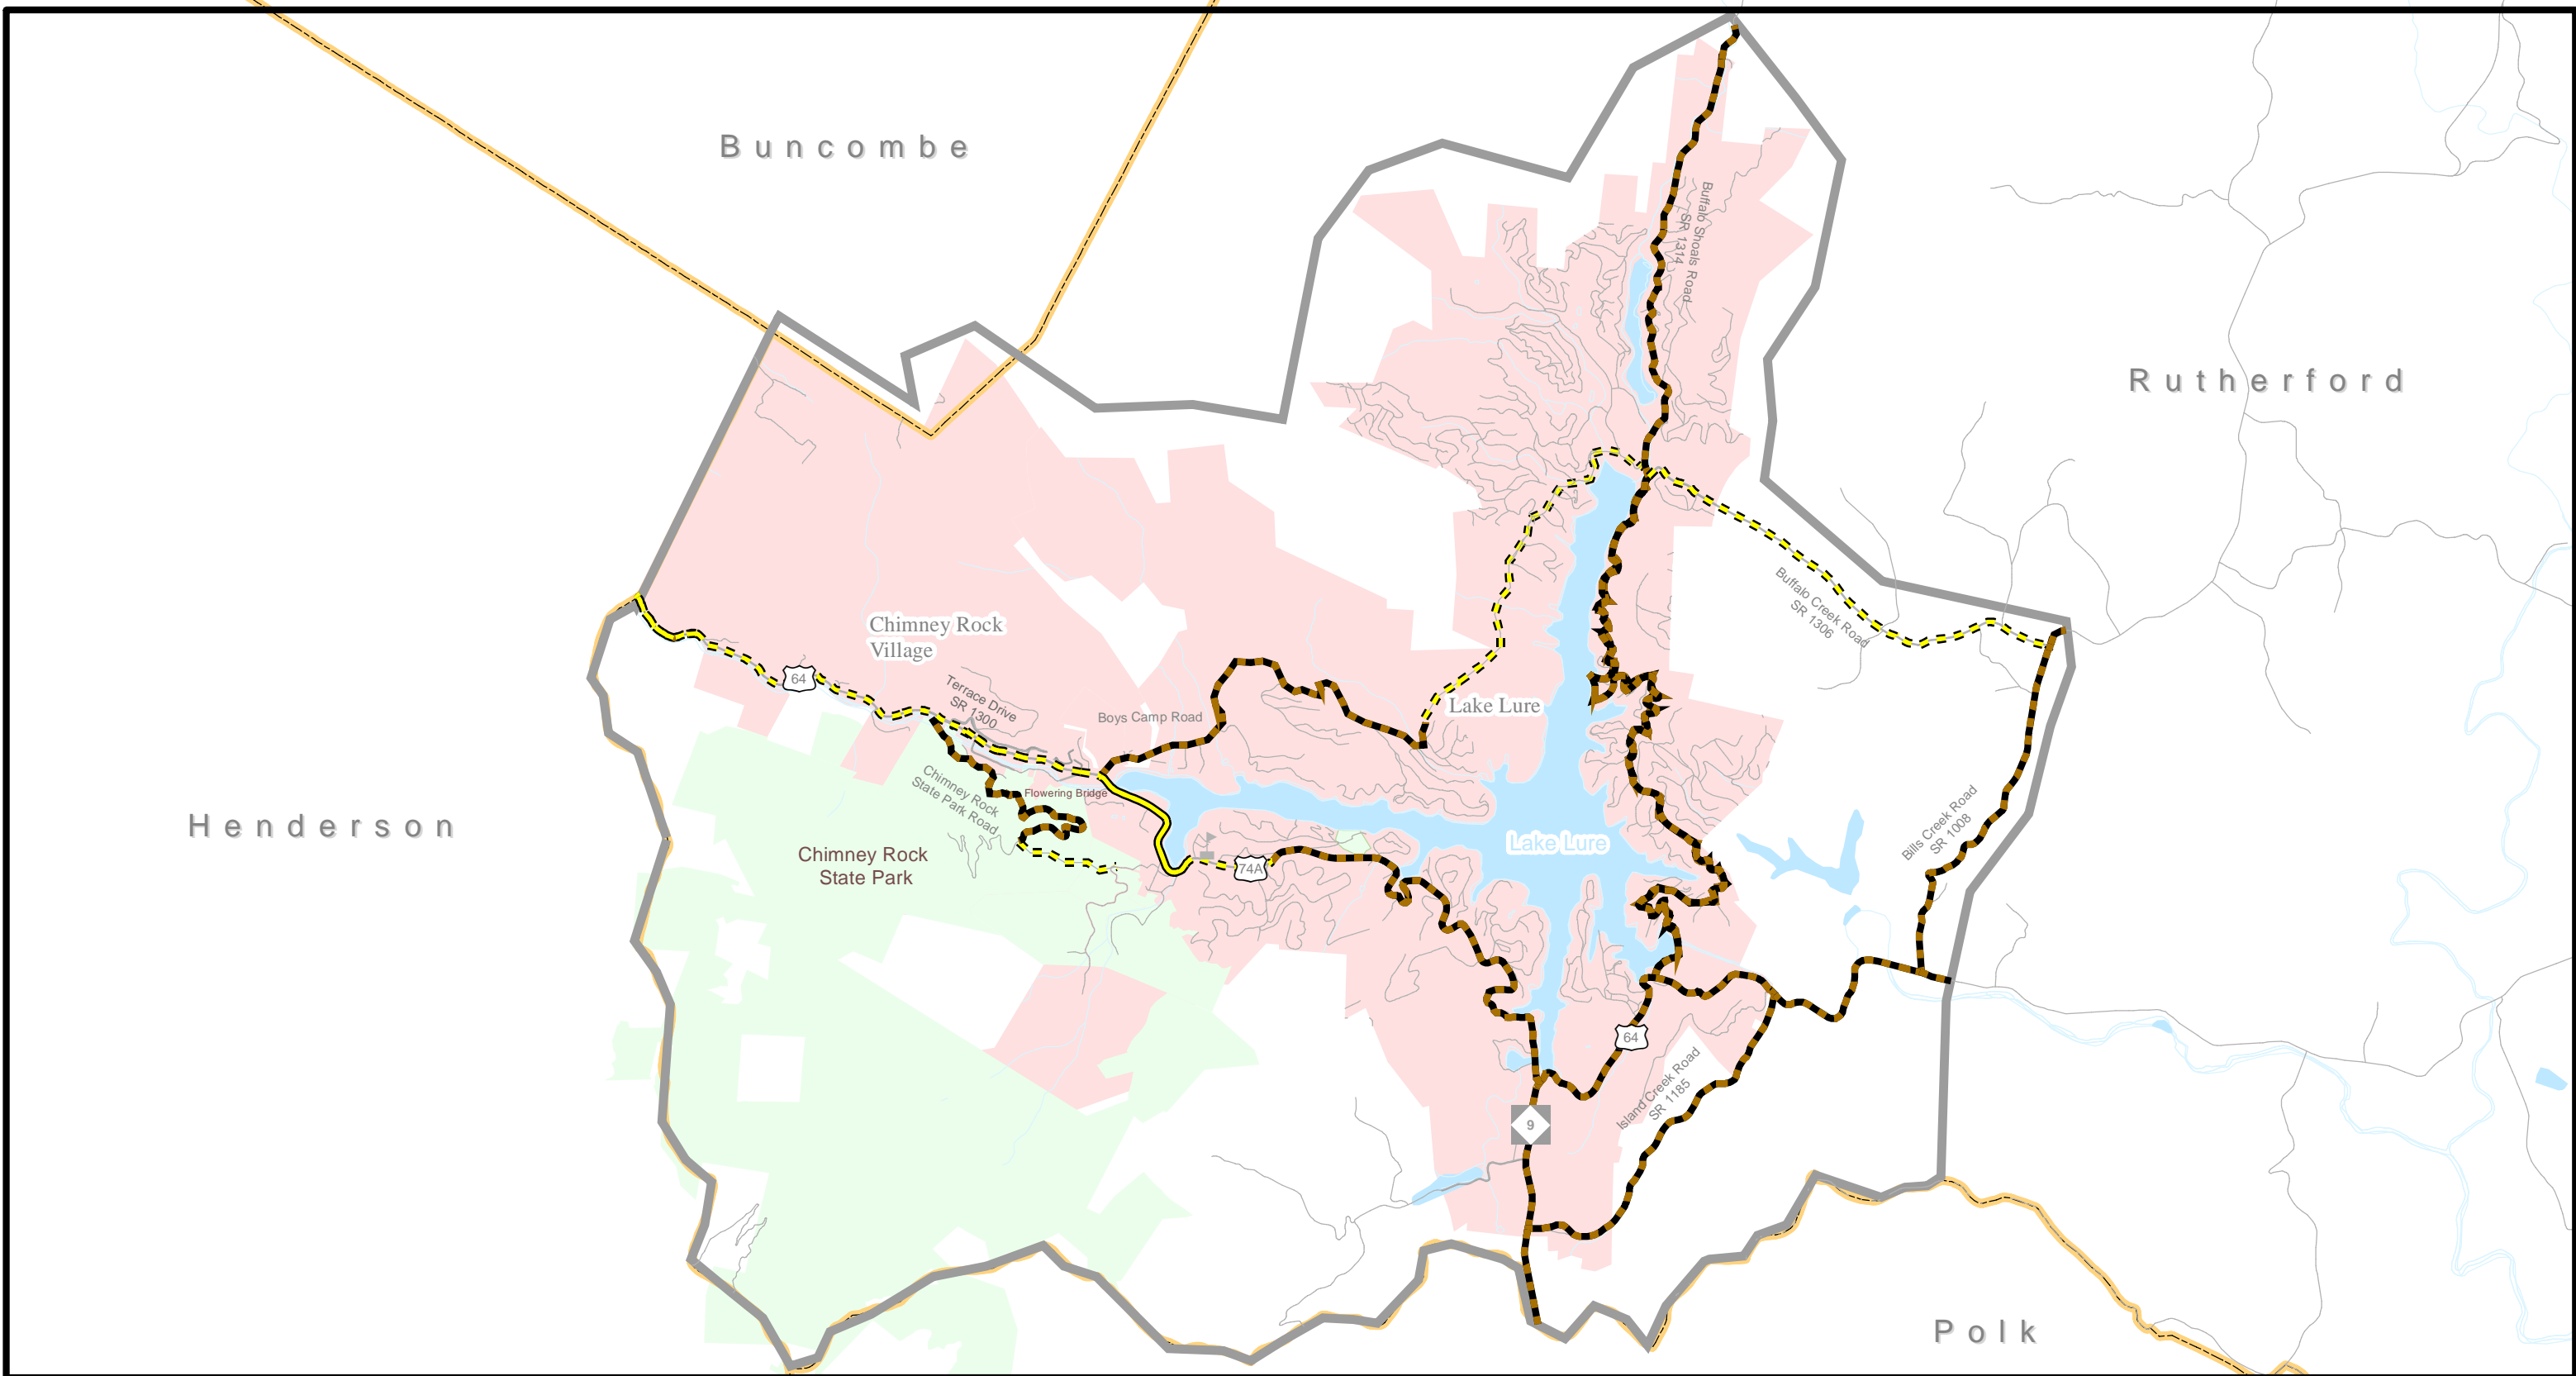 Buncombe
Buffalo Shoals Road
SR 1314
Rutherford
Buffalo Creek Road
SR 1306
Chimney Rock
Village
64
Terrace Drive
SR 1300
Boys Camp Road
Lake Lure
Chimney Rock
State Park Road
Flowering Bridge
Henderson
Chimney Rock
State Park
74A
Lake Lure
Bills Creek Road
SR 1008
64
Island Creek Road
SR 1185
9
Polk